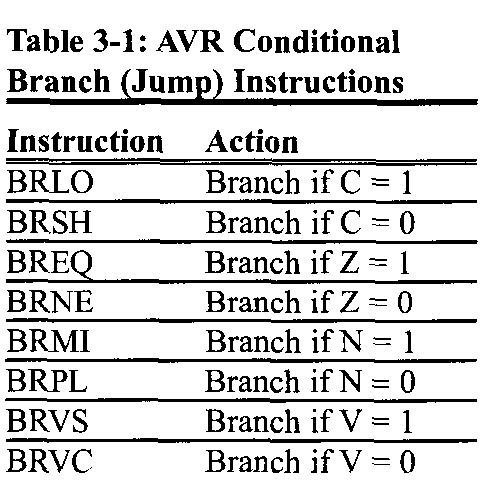 Table 3-1: AVR Conditional
Branch (Jump) Instructions
Instruction Action
BRLO Branch if C = 1
BRSH Branch if C = 0
BREQ Branch if Z = 1
BRNE Branch if Z = 0
BRMI Branch if N = 1
BRPL Branch if N = 0
BRVS Branch if V = 1
BRVC Branch if V = 0